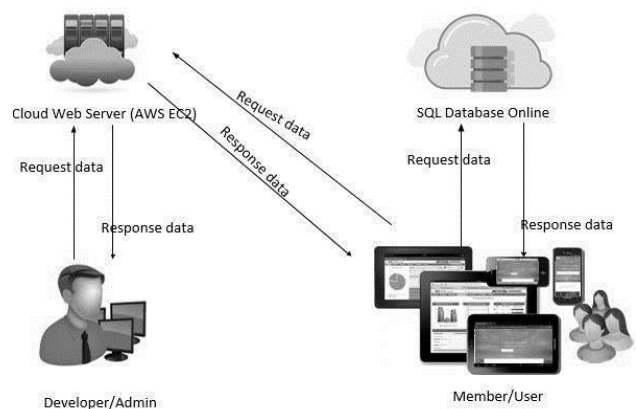 Cloud Web Server (AWS EC2)
SQL Database Online
Request data
Response data
Request data
Response data
Request data
Response data
Developer/Admin
Member/User